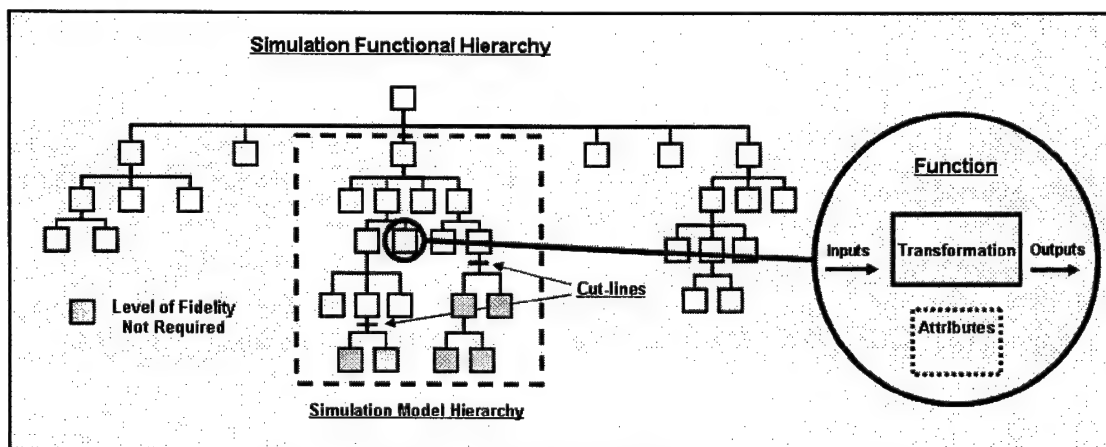 Simulation Functional Hierarchy
Function
Inputs
Transformation
Outputs
Attributes
Cut-lines
Level of Fidelity
Not Required
Simulation Model Hierarchy